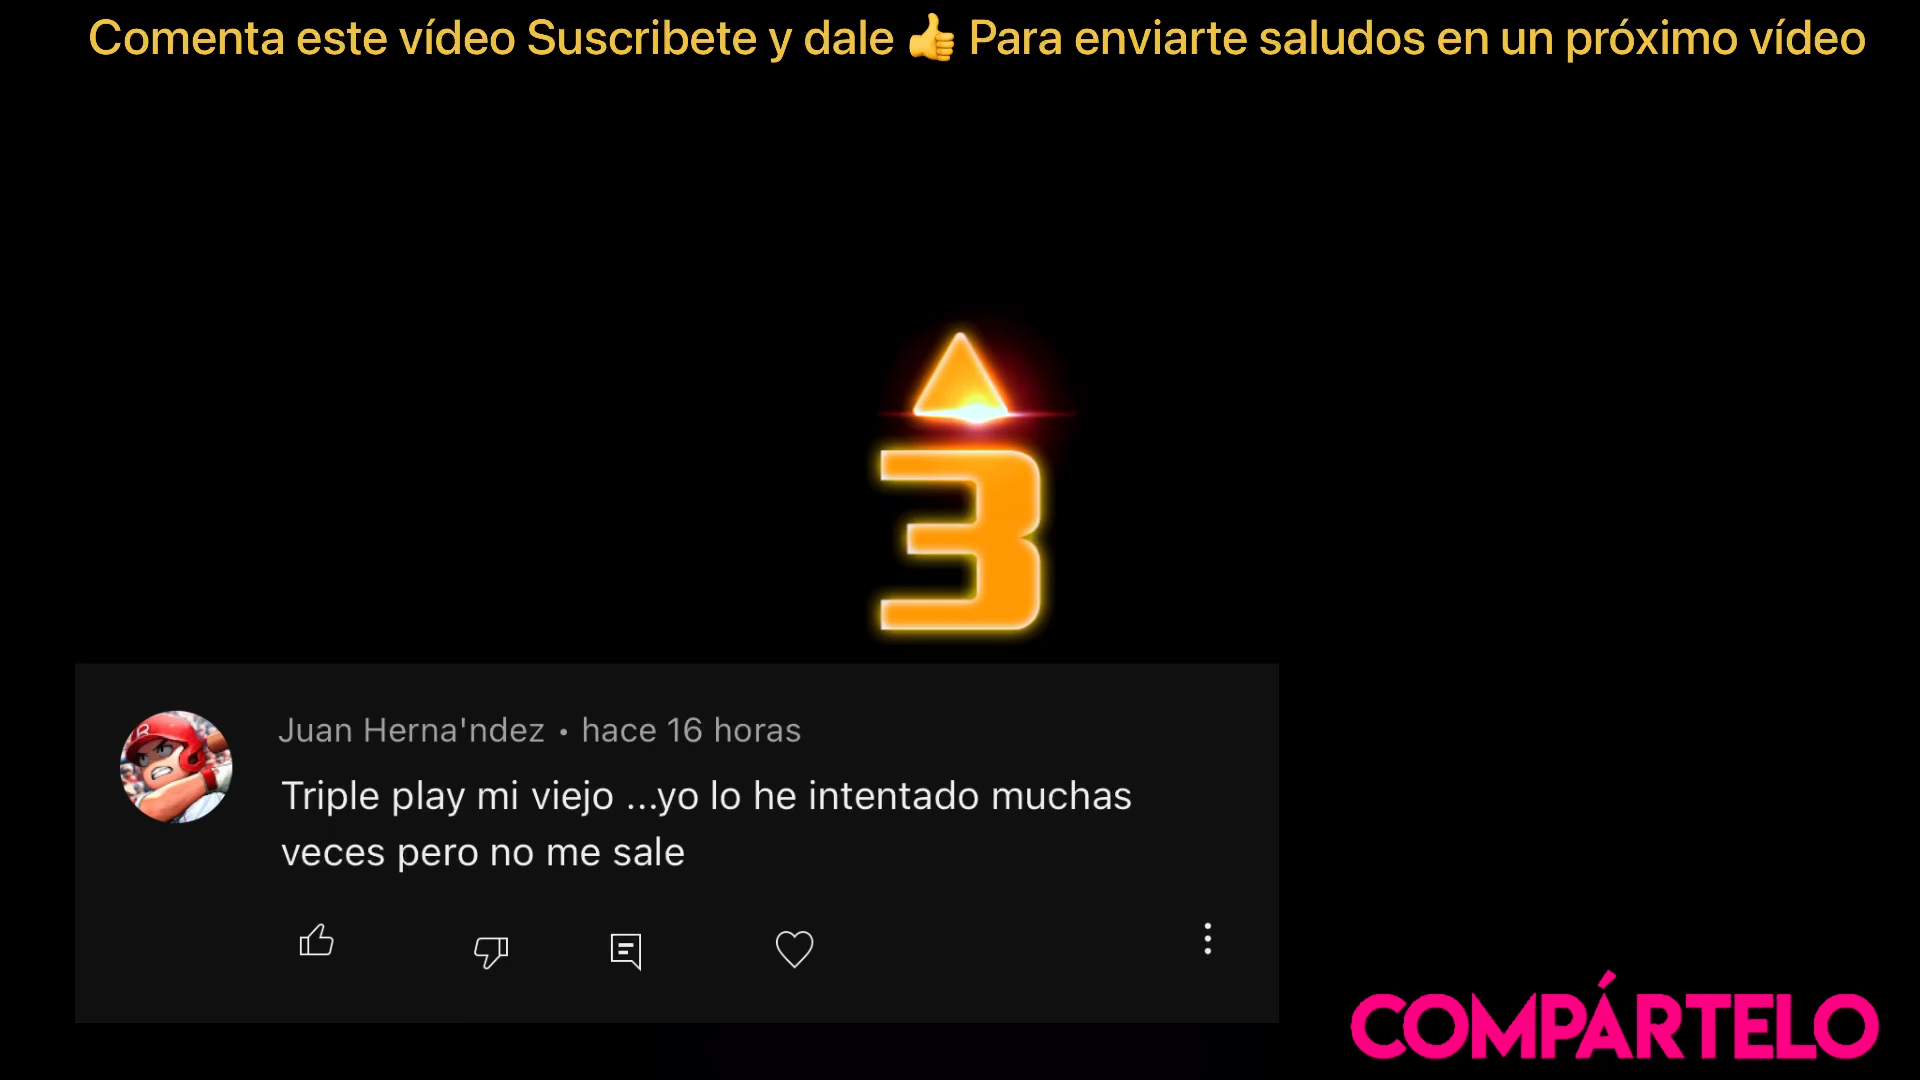 Comenta este vídeo Suscribete y dale 👍 Para enviarte saludos en un próximo vídeo
3
R
Juan Herna'ndez • hace 16 horas
Triple play mi viejo ...yo lo he intentado muchas
veces pero no me sale
COMPÁRTELO